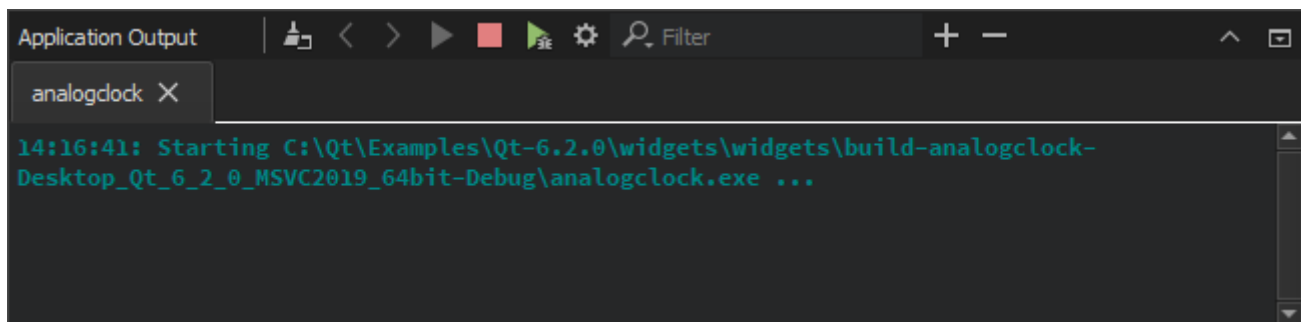 Application Output
Filter
analogclock
14:16:41: Starting C:\Qt\Examples\Qt-6.2.0\widgets\widgets\build-analogclock-
Desktop_Qt_6_2_0_MSVC2019_64bit-Debug\analogclock.exe ...